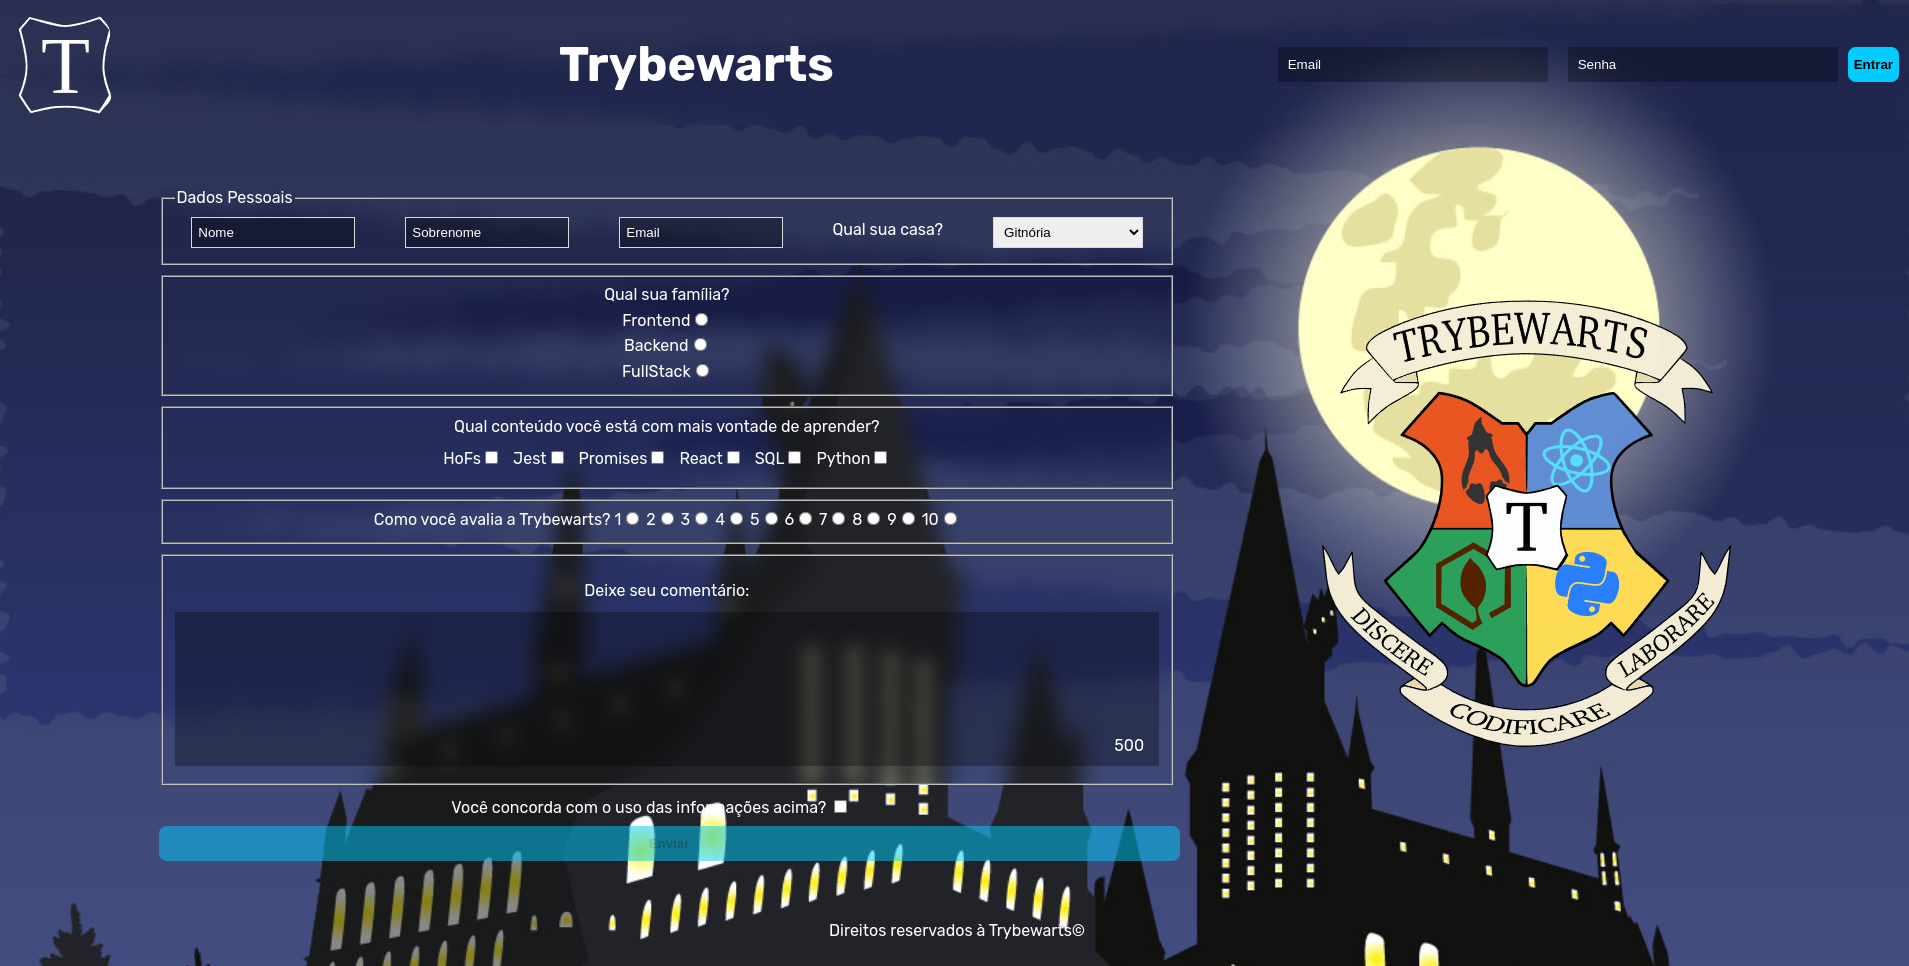 T
Trybewarts
Email Senha Entrar
Dados Pessoais
Nome Sobrenome Email Qual sua casa? Gitnória
Qual sua família?
Frontend
Backend
FullStack
Qual conteúdo você está com mais vontade de aprender?
HoFs Jest Promises React SQL Python
Como você avalia a Trybewarts? 1 2 3 4 5 6 7 8 9 10
Deixe seu comentário:
500
Você concorda com o uso das informações acima?
Enviar
TRYBEWARTS
T
DISCERE
LABORARE
CODIFICARE
Direitos reservados à Trybewarts©